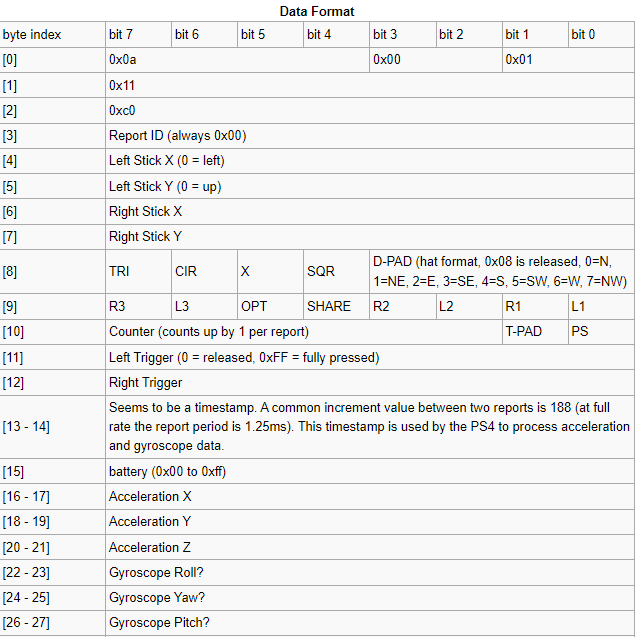 Data Format
byte index bit 7 bit 6 bit 5 bit 4 bit 3 bit 2 bit 1 bit 0
[0] 0x0a 0x00 0x01
[1] 0x11
[2] 0xc0
[3] Report ID (always 0x00)
[4] Left Stick X (0 = left)
[5] Left Stick Y (0 = up)
[6] Right Stick X
[7] Right Stick Y
[8] TRI CIR X SQR D-PAD (hat format, 0x08 is released, 0=N,
1=NE, 2=E, 3=SE, 4=S, 5=SW, 6=W, 7=NW)
[9] R3 L3 OPT SHARE R2 L2 R1 L1
[10] Counter (counts up by 1 per report) T-PAD PS
[11] Left Trigger (0 = released, 0xFF = fully pressed)
[12] Right Trigger
[13 - 14] Seems to be a timestamp. A common increment value between two reports is 188 (at full
rate the report period is 1.25ms). This timestamp is used by the PS4 to process acceleration
and gyroscope data.
[15] battery (0x00 to 0xff)
[16 - 17] Acceleration X
[18 - 19] Acceleration Y
[20 - 21] Acceleration Z
[22 - 23] Gyroscope Roll?
[24 - 25] Gyroscope Yaw?
[26 - 27] Gyroscope Pitch?